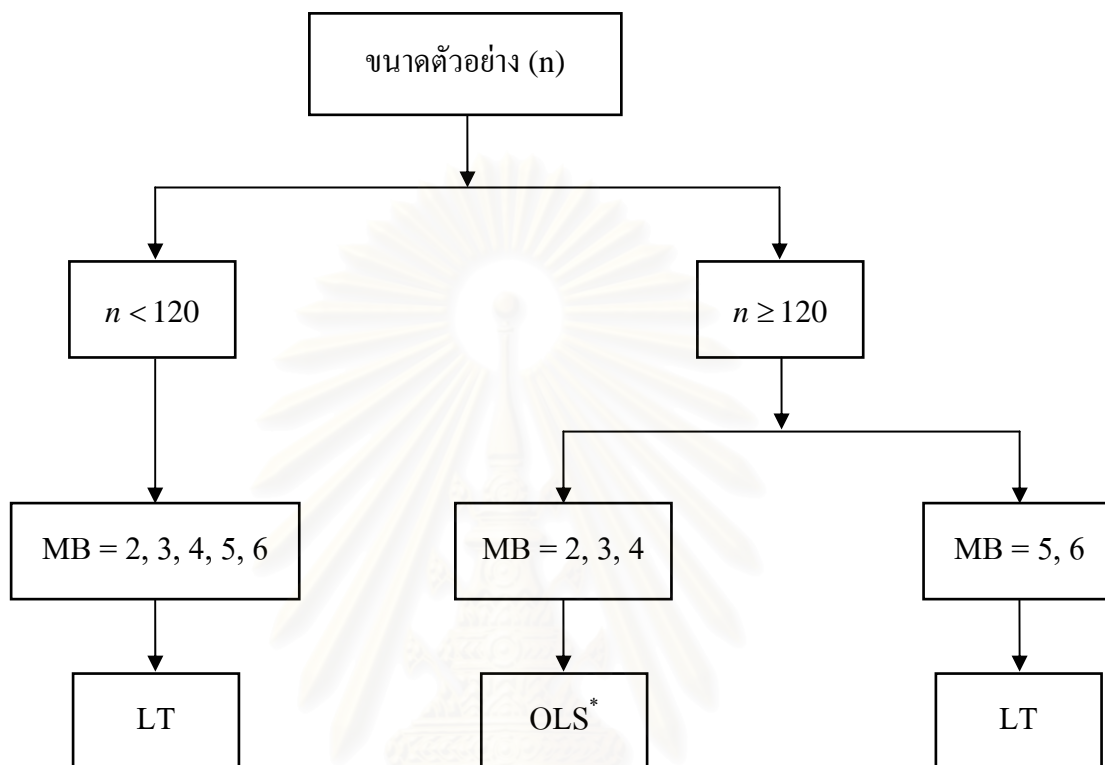 ขนาดตัวอย่าง (n)
n < 120
n ≥ 120
MB = 2, 3, 4, 5, 6
MB = 2, 3, 4
MB = 5, 6
LT
OLS*
LT